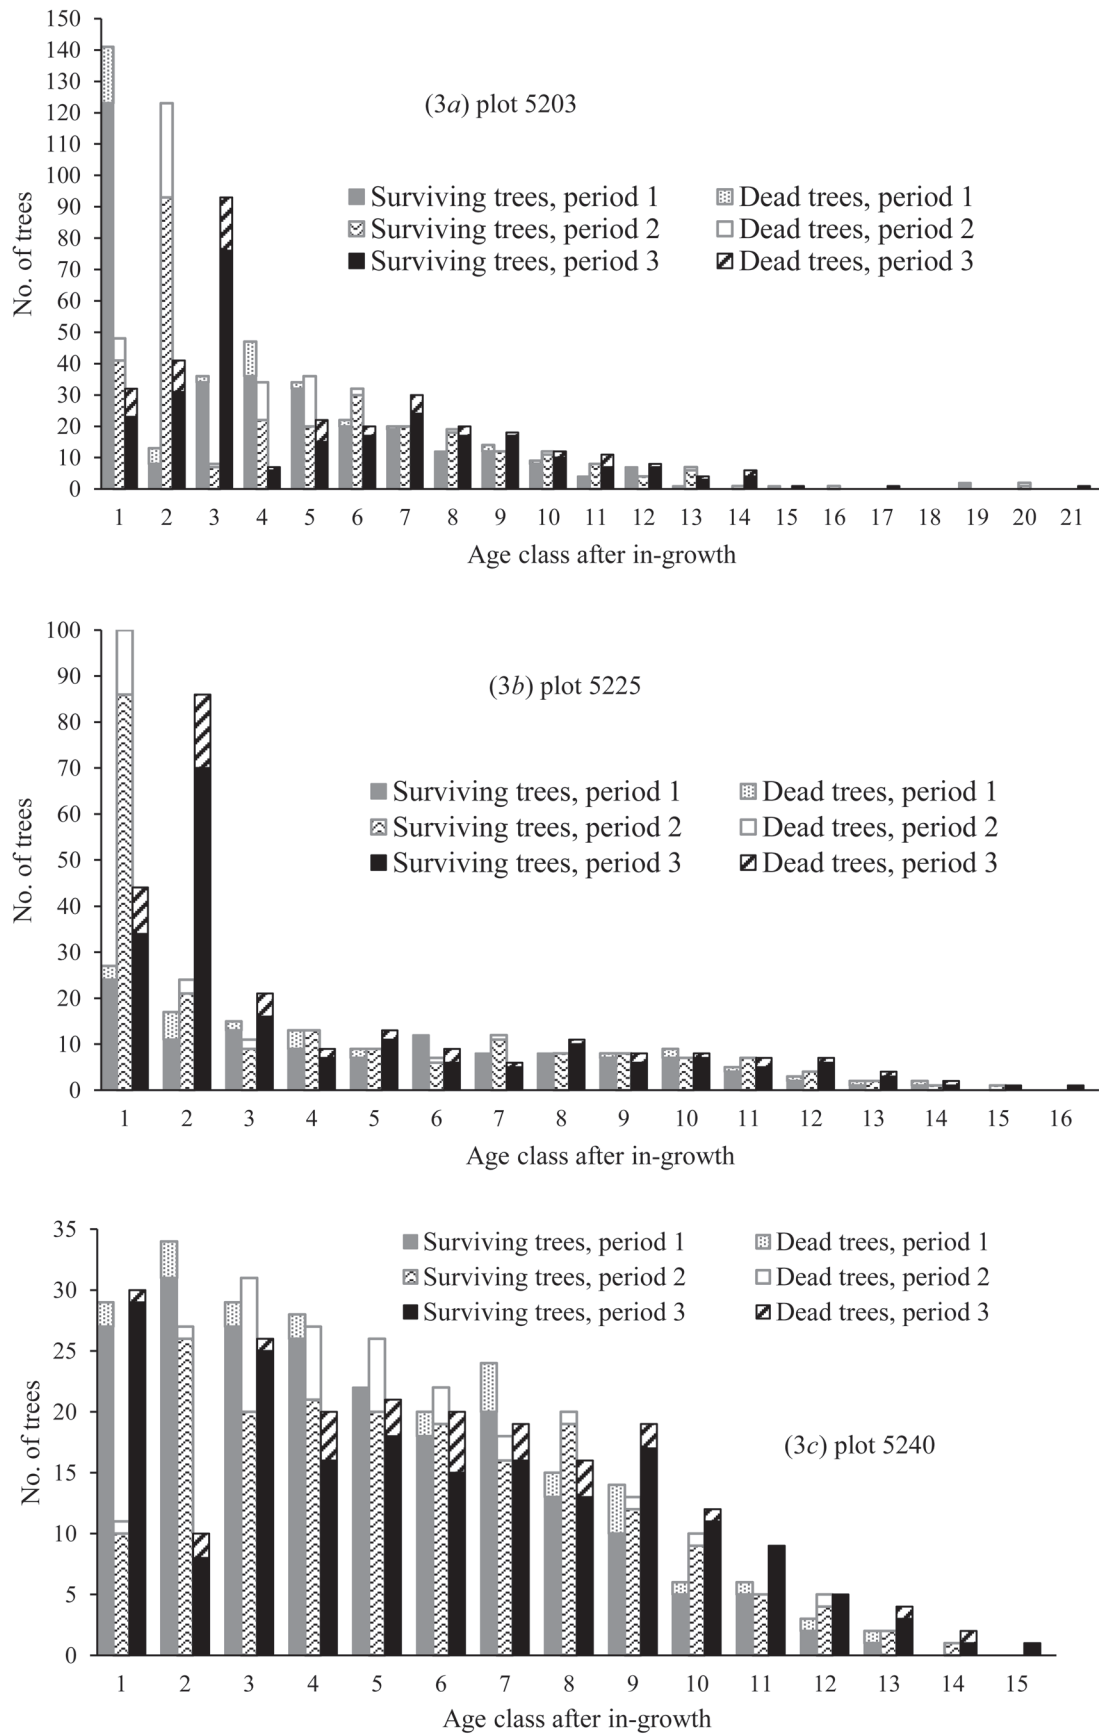 150
140
130
120
110
100
90
80
70
60
50
40
30
20
10
0
No. of trees
(3a) plot 5203
Surviving trees, period 1 Dead trees, period 1
Surviving trees, period 2 Dead trees, period 2
Surviving trees, period 3 Dead trees, period 3
1 2 3 4 5 6 7 8 9 10 11 12 13 14 15 16 17 18 19 20 21
Age class after in-growth
100
90
80
70
60
50
40
30
20
10
0
No. of trees
(3b) plot 5225
Surviving trees, period 1 Dead trees, period 1
Surviving trees, period 2 Dead trees, period 2
Surviving trees, period 3 Dead trees, period 3
1 2 3 4 5 6 7 8 9 10 11 12 13 14 15 16
Age class after in-growth
35
30
25
20
15
10
5
0
No. of trees
Surviving trees, period 1 Dead trees, period 1
Surviving trees, period 2 Dead trees, period 2
Surviving trees, period 3 Dead trees, period 3
(3c) plot 5240
1 2 3 4 5 6 7 8 9 10 11 12 13 14 15
Age class after in-growth